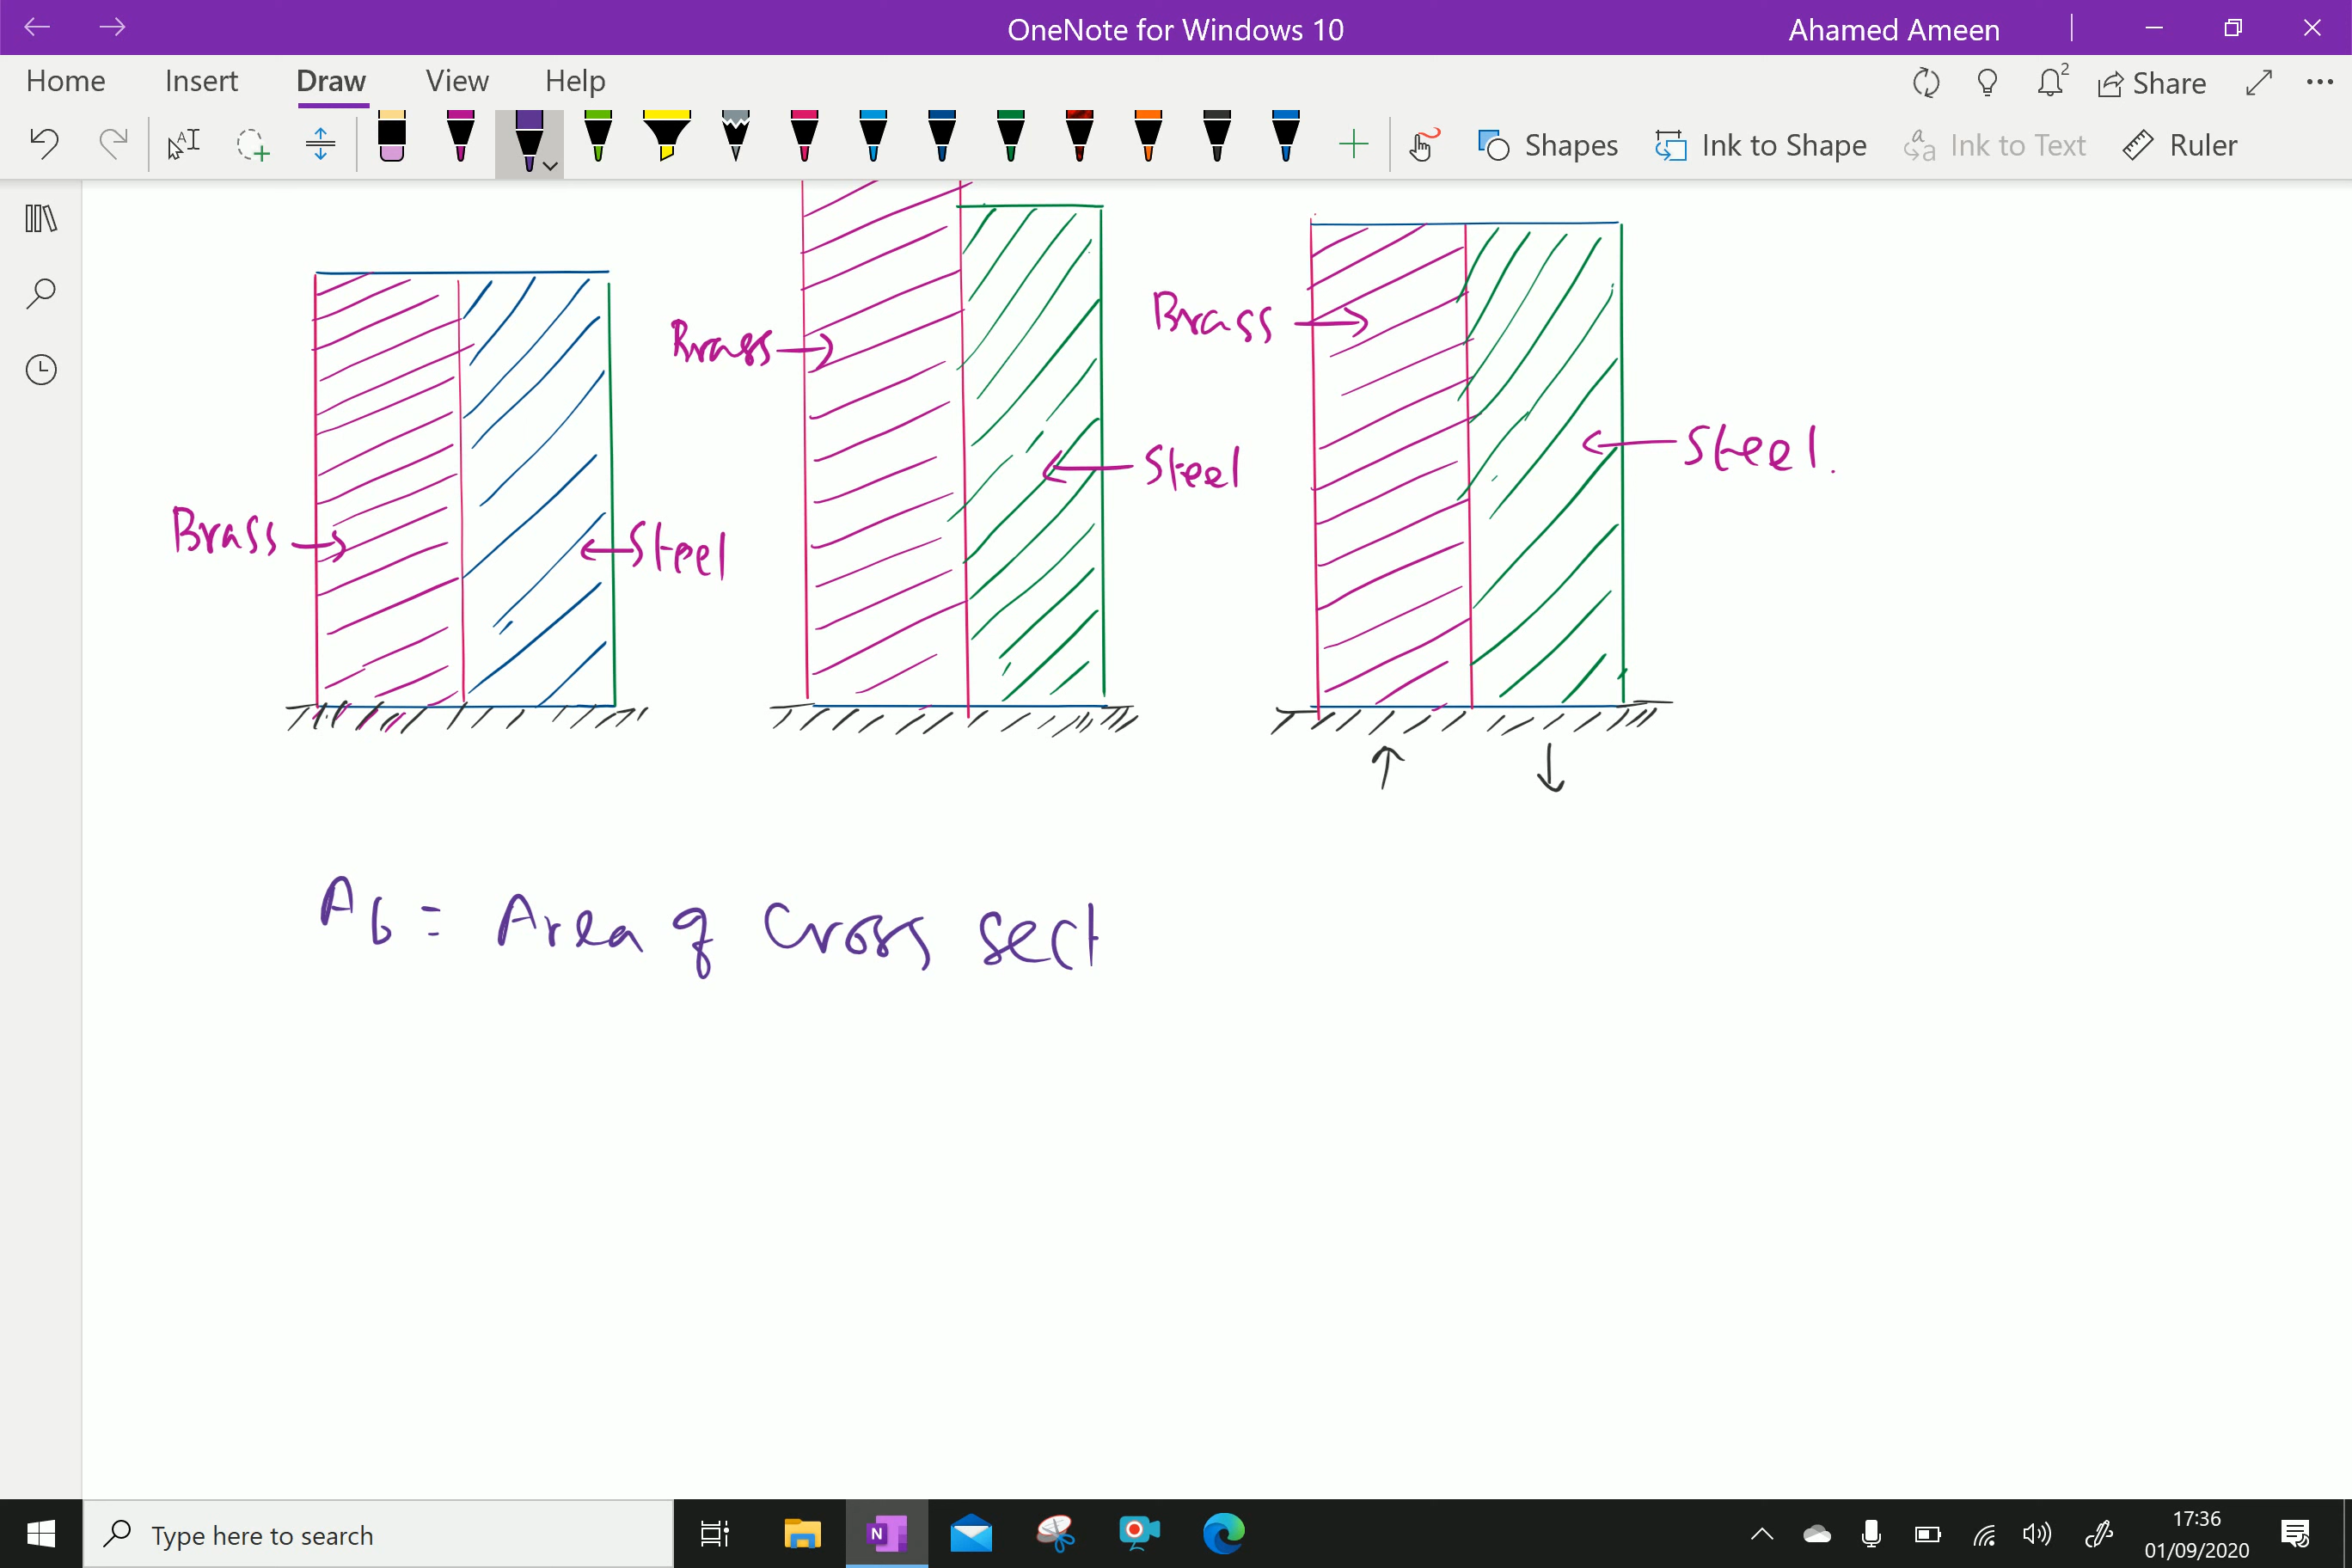 OneNote for Windows 10
Ahamed Ameen
Home Insert Draw View Help
2
Share
Shapes
Ink to Shape
Ink to Text
Ruler
Brass
Steel
Brass
Steel
Brass
Steel.
Ab = Area of Cross sect
Type here to search
17:36
01/09/2020